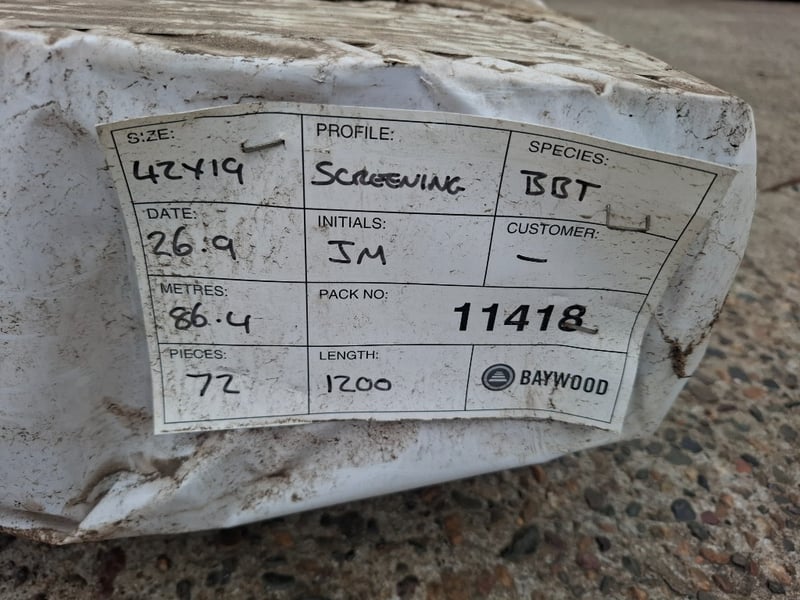 SIZE: PROFILE: SPECIES:
42x19 SCREENING BBT
DATE: INITIALS: CUSTOMER:
26.9 JM –
METRES: PACK NO:
86.4 11418
PIECES: LENGTH:
72 1200 BAYWOOD